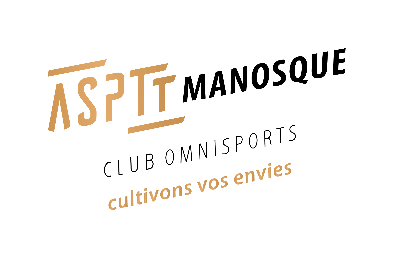 ASPTT MANOSQUE
CLUB OMNISPORTS
cultivons vos envies